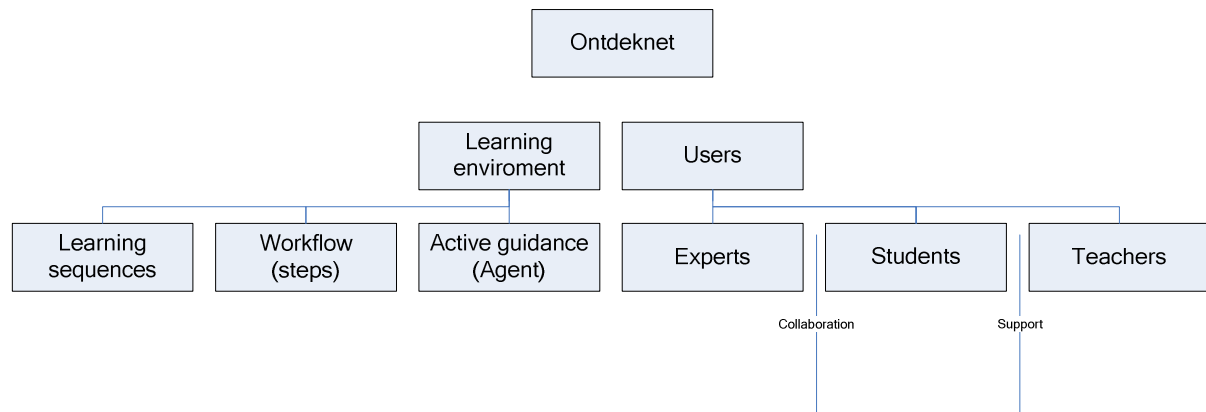 Ontdeknet
Learning
enviroment
Users
Learning
sequences
Workflow
(steps)
Active guidance
(Agent)
Experts
Students
Teachers
Collaboration
Support